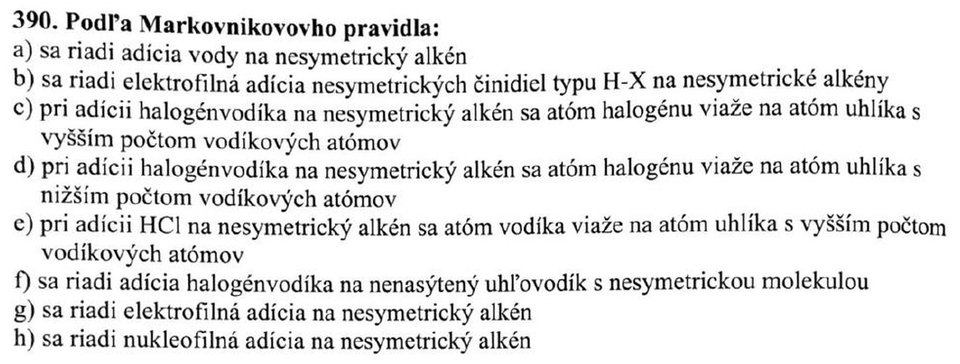 390. Podľa Markovnikovovho pravidla:
a) sa riadi adícia vody na nesymetrický alkén
b) sa riadi elektrofilná adícia nesymetrických činidiel typu H-X na nesymetrické alkény
c) pri adícii halogénvodíka na nesymetrický alkén sa atóm halogénu viaže na atóm uhlíka s
vyšším počtom vodíkových atómov
d) pri adícii halogénvodíka na nesymetrický alkén sa atóm halogénu viaže na atóm uhlíka s
nižším počtom vodíkových atómov
e) pri adícii HCl na nesymetrický alkén sa atóm vodíka viaže na atóm uhlíka s vyšším počtom
vodíkových atómov
f) sa riadi adícia halogénvodíka na nenasýtený uhľovodík s nesymetrickou molekulou
g) sa riadi elektrofilná adícia na nesymetrický alkén
h) sa riadi nukleofilná adícia na nesymetrický alkén